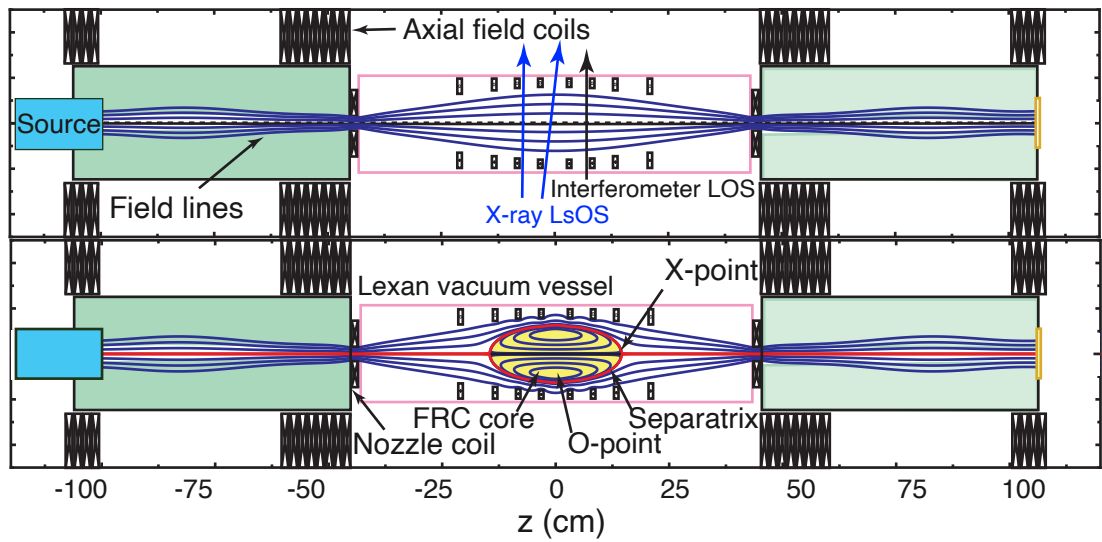 Axial field coils
Source
Field lines
Interferometer LOS
X-ray LsOS
X-point
Lexan vacuum vessel
FRC core
Separatrix
Nozzle coil
O-point
-100 -75 -50 -25 0 25 50 75 100
z (cm)